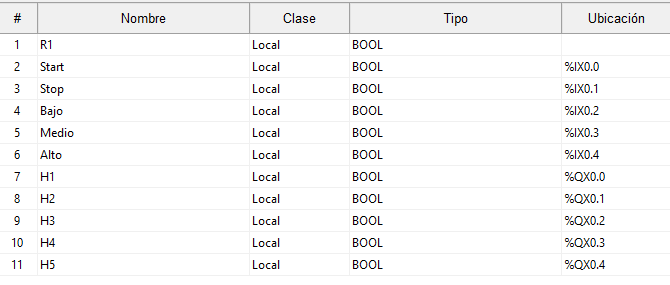 # Nombre Clase Tipo Ubicación
1 R1 Local BOOL
2 Start Local BOOL %IX0.0
3 Stop Local BOOL %IX0.1
4 Bajo Local BOOL %IX0.2
5 Medio Local BOOL %IX0.3
6 Alto Local BOOL %IX0.4
7 H1 Local BOOL %QX0.0
8 H2 Local BOOL %QX0.1
9 H3 Local BOOL %QX0.2
10 H4 Local BOOL %QX0.3
11 H5 Local BOOL %QX0.4